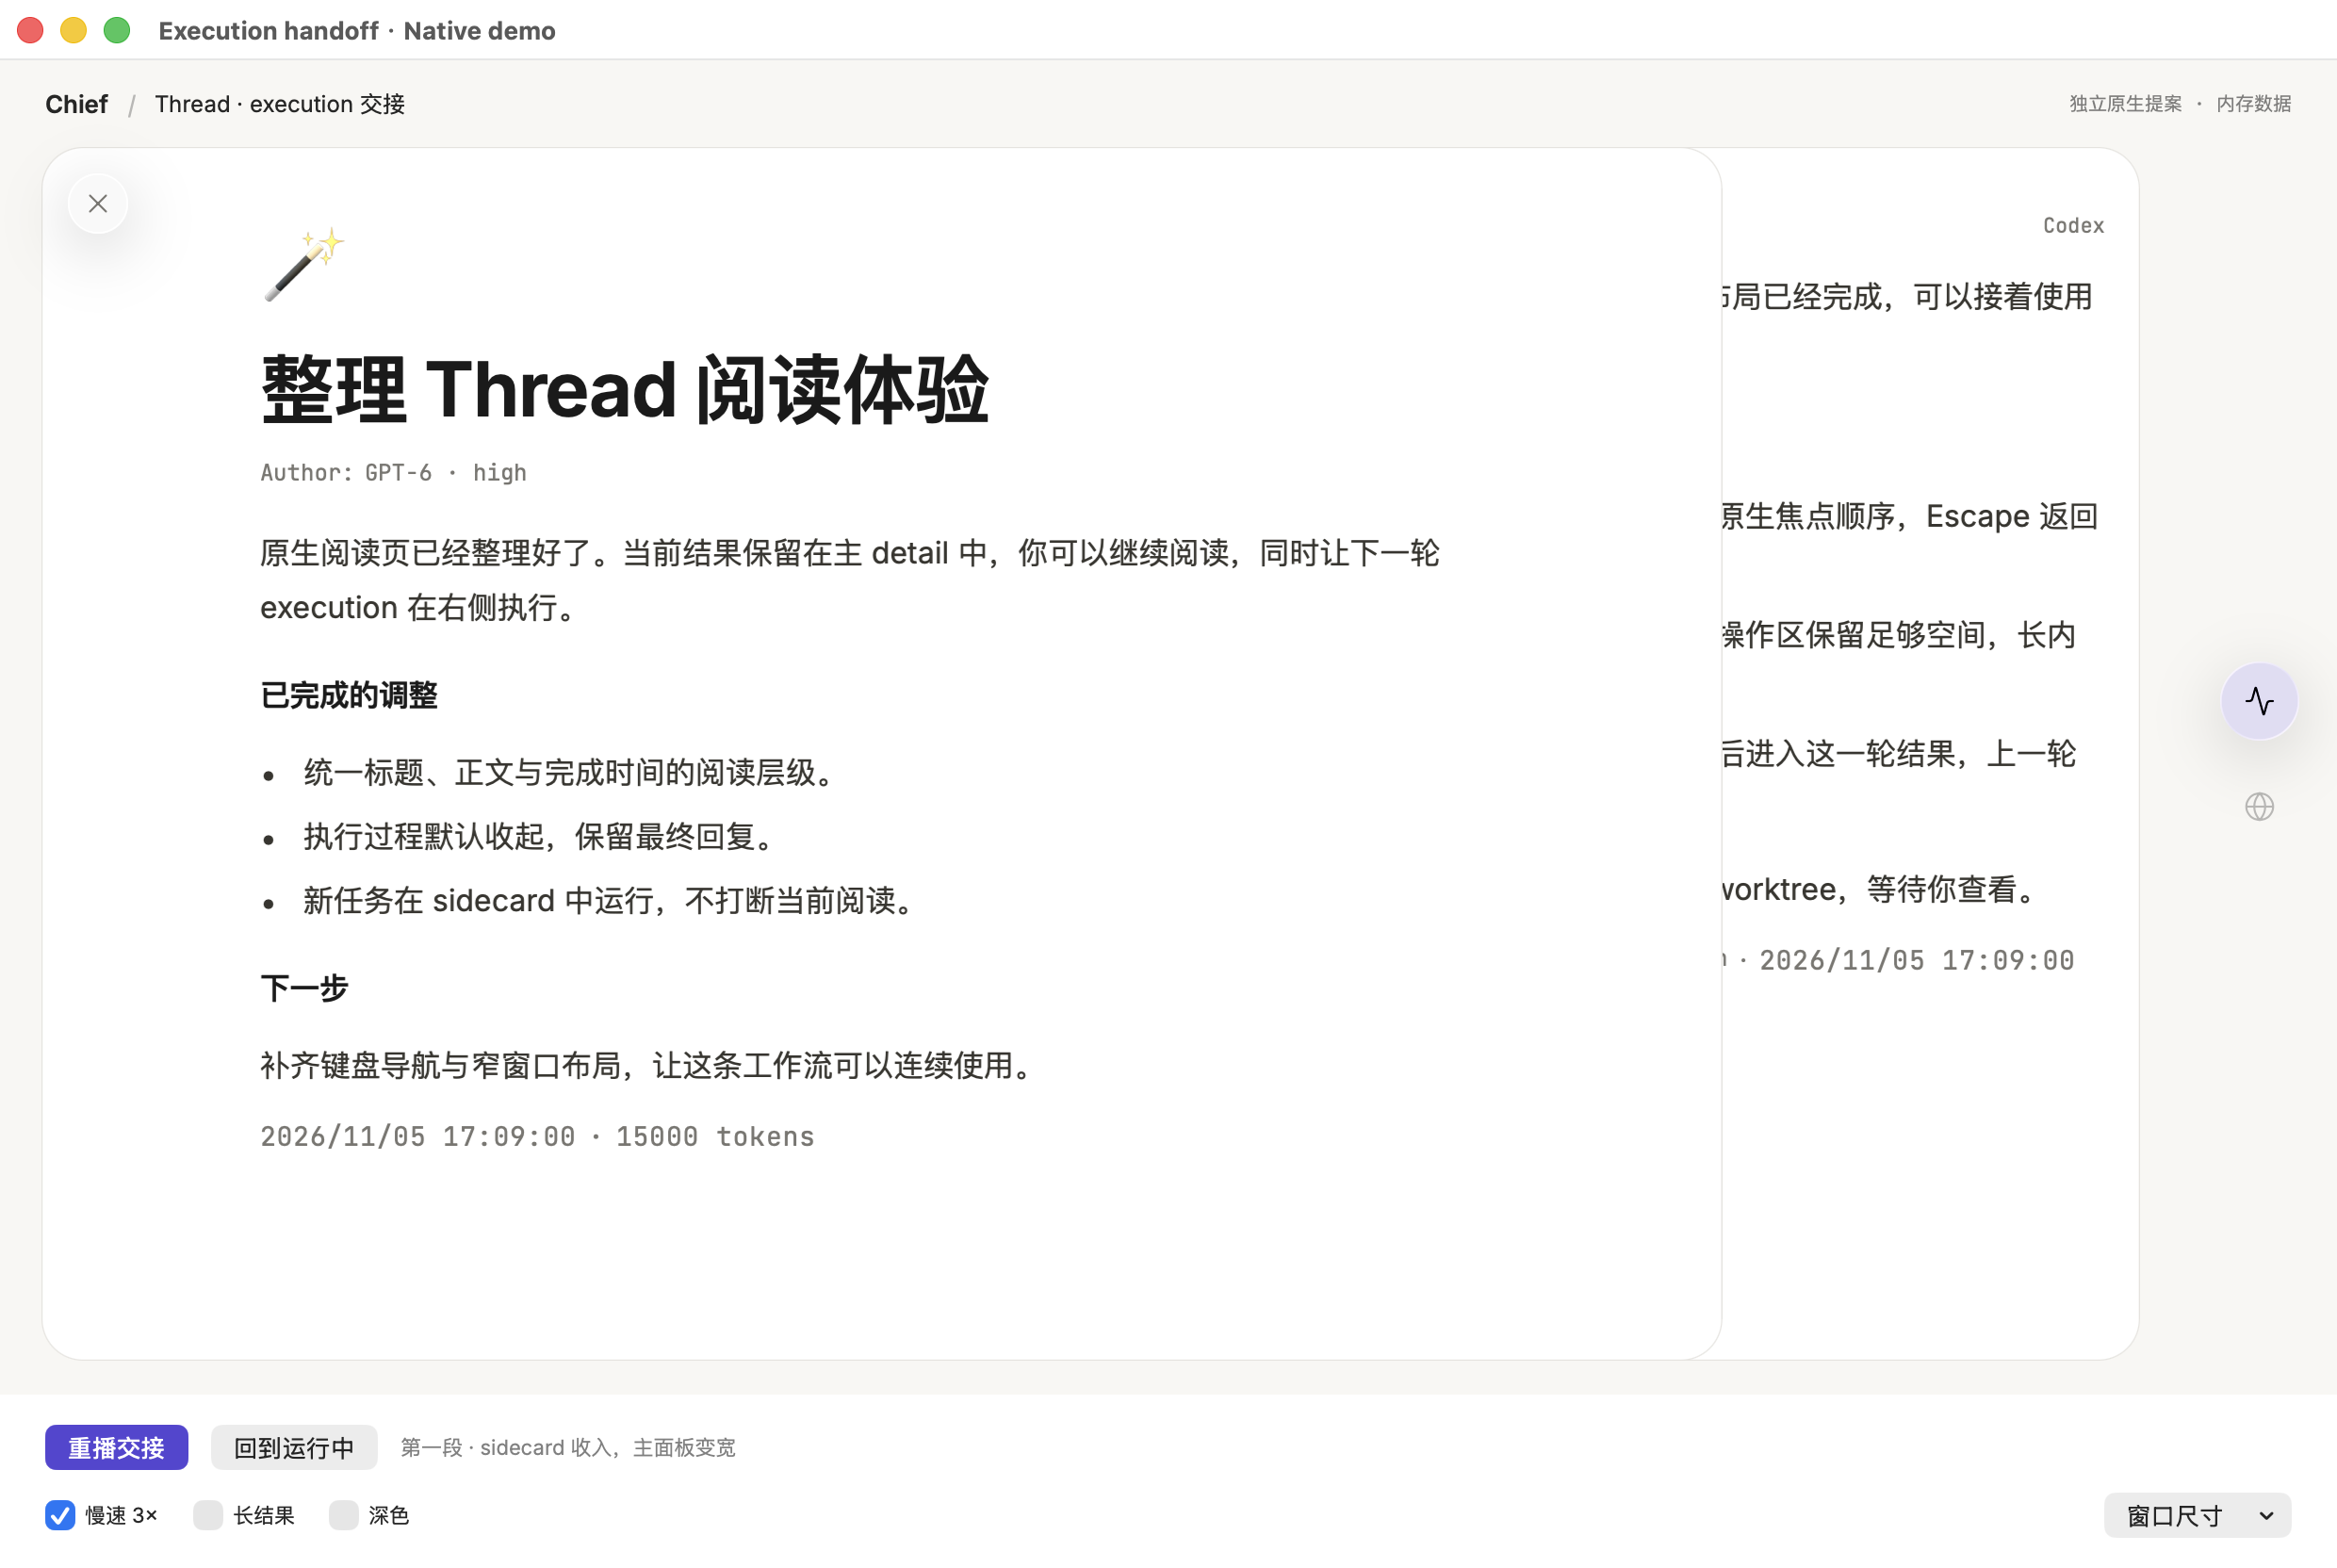 Execution handoff · Native demo
Chief / Thread · execution 交接
独立原生提案 · 内存数据
整理 Thread 阅读体验
Author: GPT-6 · high
原生阅读页已经整理好了。当前结果保留在主 detail 中，你可以继续阅读，同时让下一轮
execution 在右侧执行。
已完成的调整
• 统一标题、正文与完成时间的阅读层级。
• 执行过程默认收起，保留最终回复。
• 新任务在 sidecard 中运行，不打断当前阅读。
下一步
补齐键盘导航与窄窗口布局，让这条工作流可以连续使用。
2026/11/05 17:09:00 · 15000 tokens
Codex
局已经完成，可以接着使用
原生焦点顺序，Escape 返回
操作区保留足够空间，长内
后进入这一轮结果，上一轮
worktree，等待你查看。
· 2026/11/05 17:09:00
重播交接
回到运行中
第一段 · sidecard 收入，主面板变宽
慢速 3×
长结果
深色
窗口尺寸